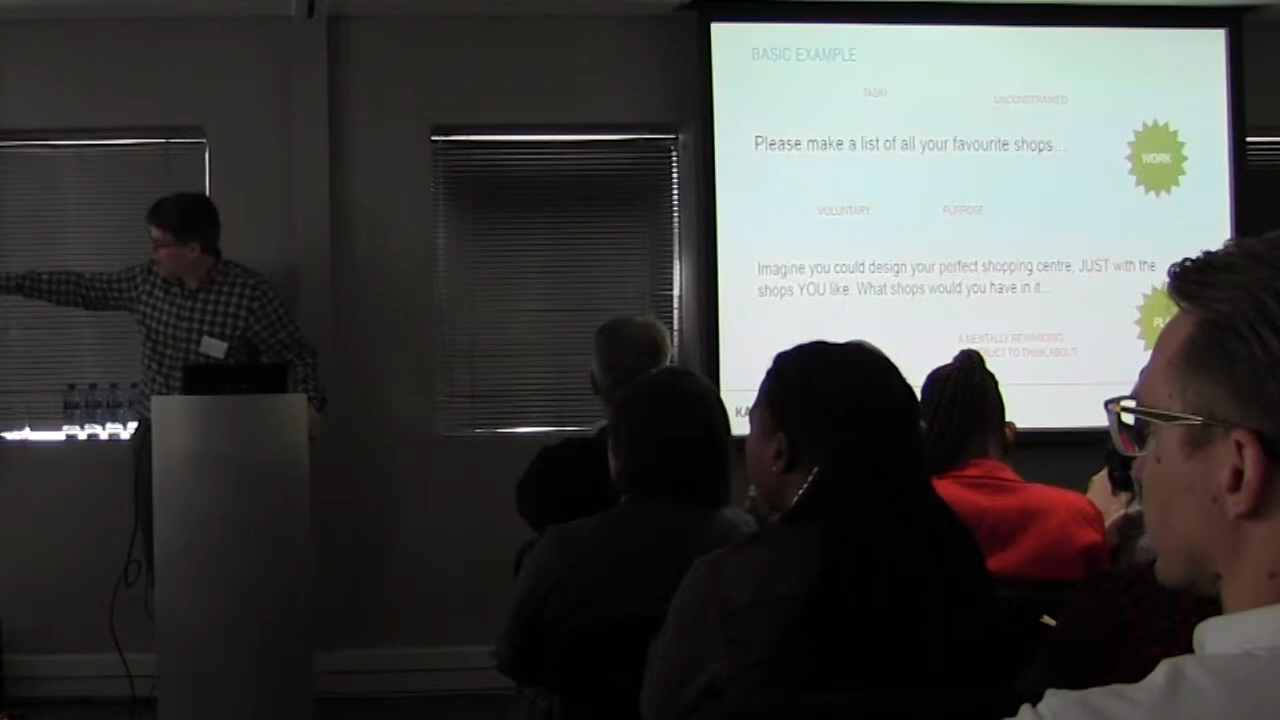 BASIC EXAMPLE
TASK!
UNCONSTRAINED
Please make a list of all your favourite shops...
WORK
VOLUNTARY
PURPOSE
Imagine you could design your perfect shopping centre, JUST with the
shops YOU like. What shops would you have in it...
A MENTALLY REWARDING
TO THINK ABOUT